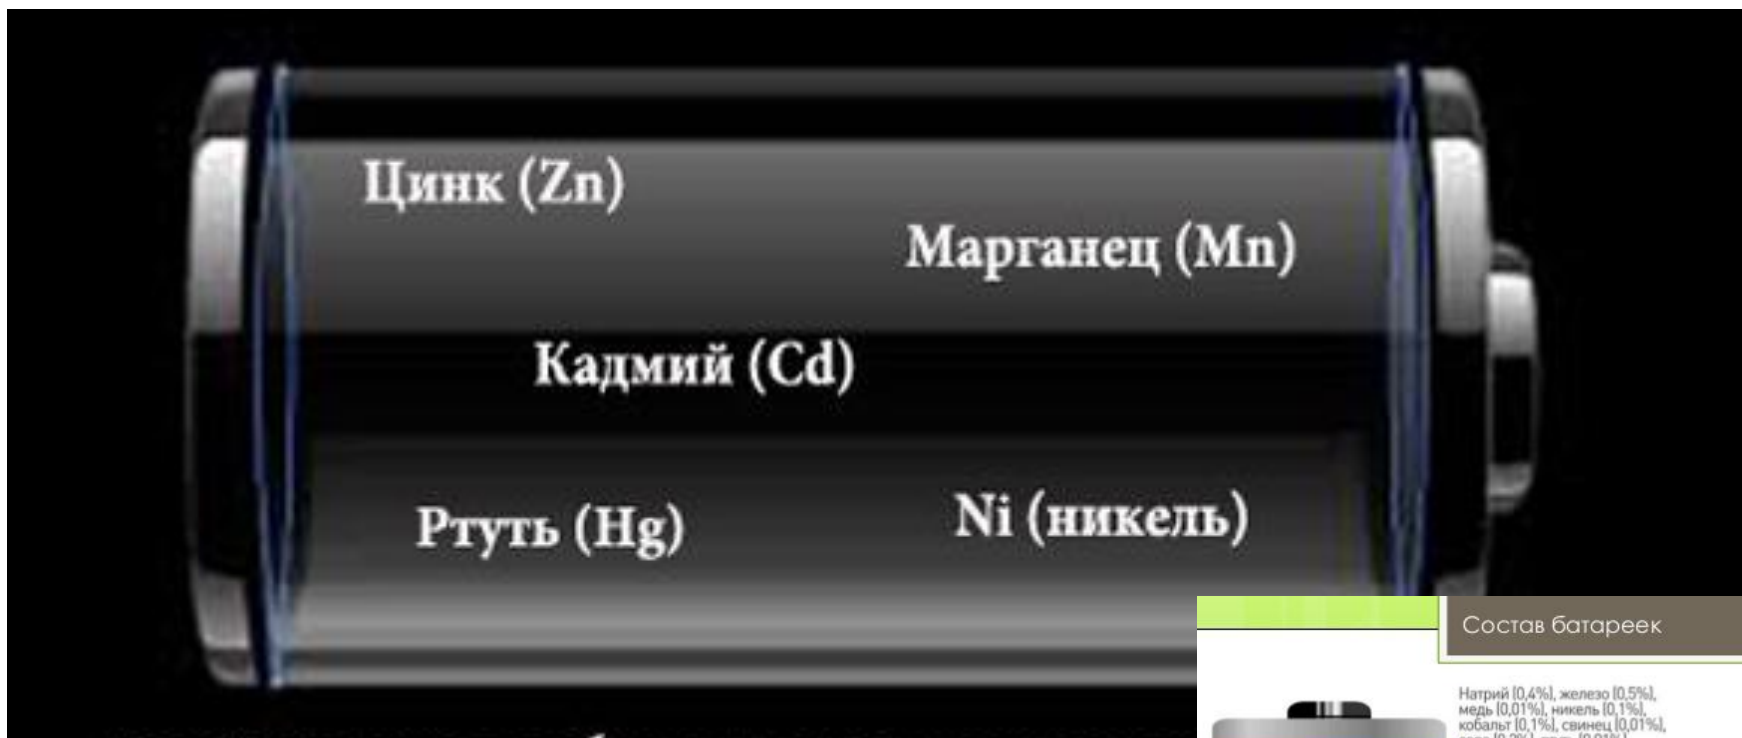 Цинк (Zn)
Марганец (Mn)
Кадмий (Cd)
Ртуть (Hg)
Ni (никель)
Состав батареек
Натрий (0,4%), железо (0,5%),
медь (0,01%), никель (0,1%),
кобальт (0,1%), свинец (0,01%),